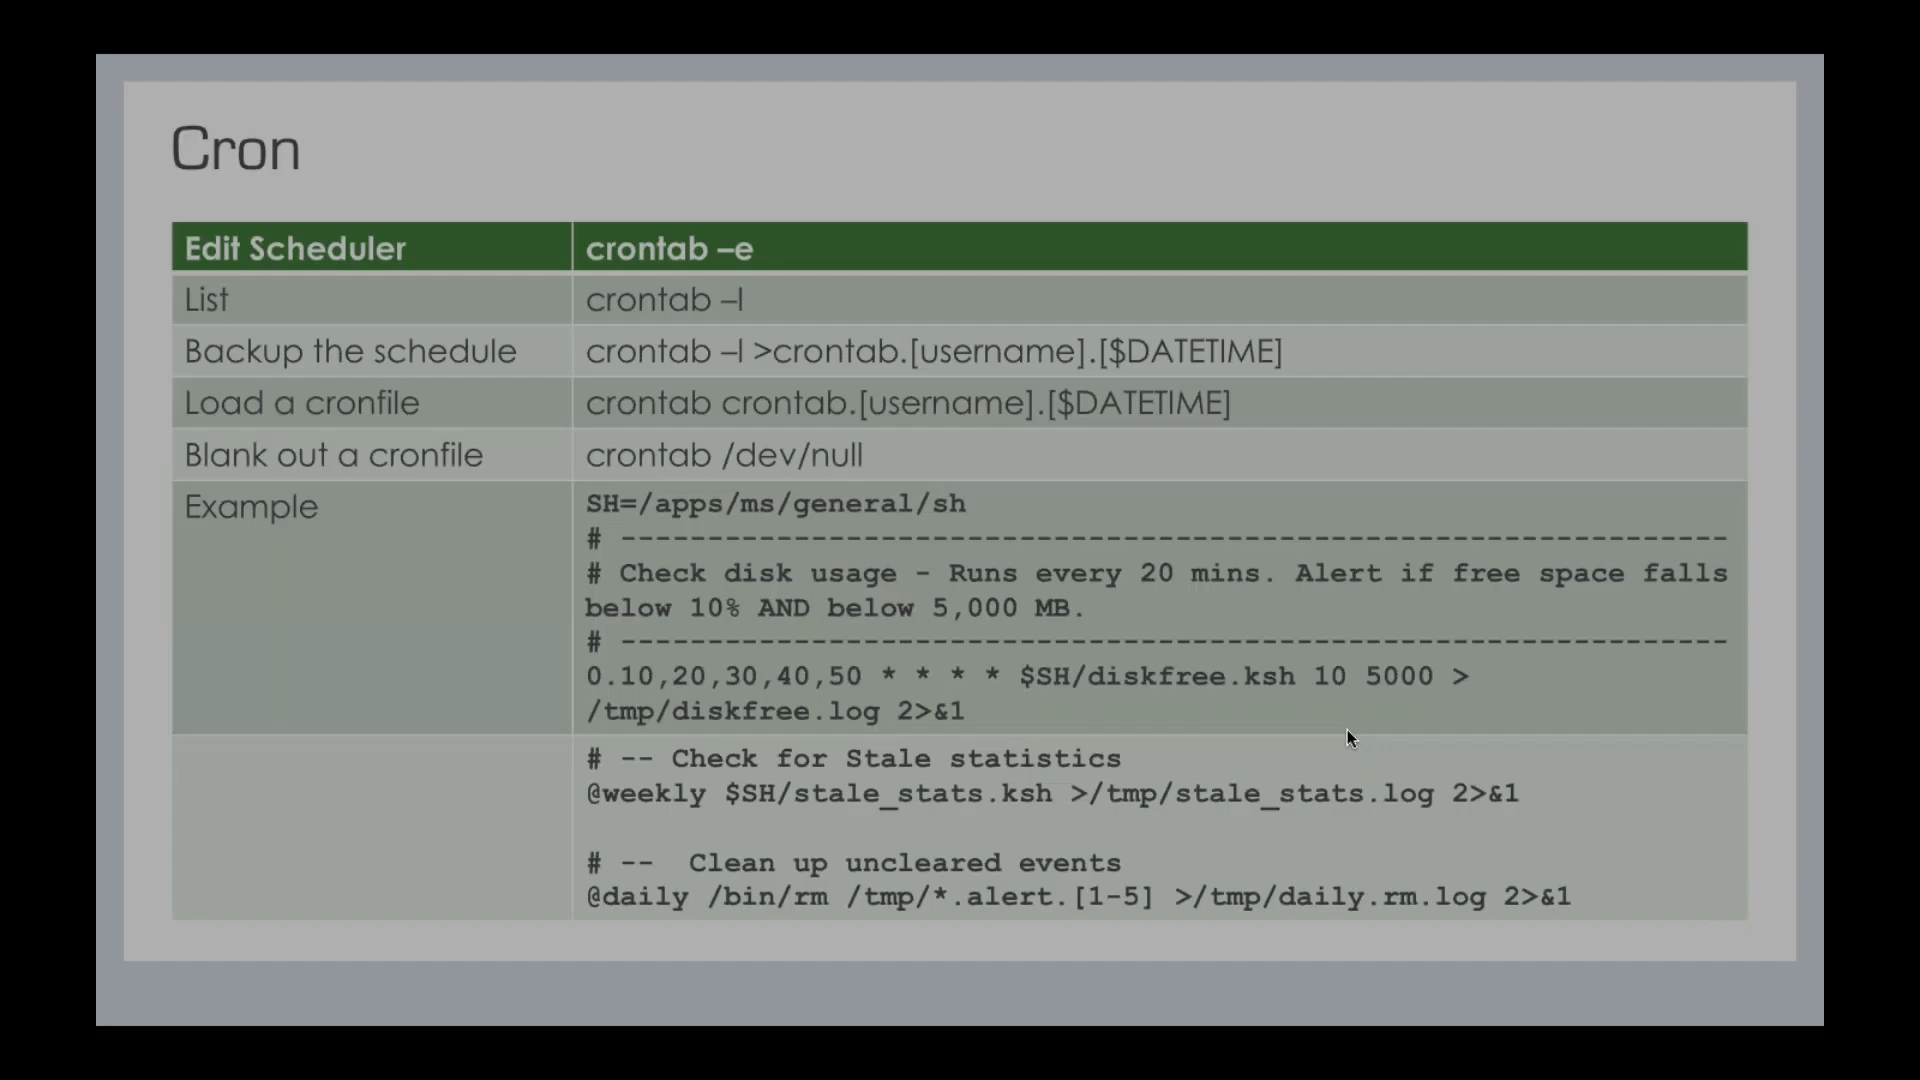 Cron
Edit Scheduler crontab –e
List crontab –l
Backup the schedule crontab –l >crontab.[username].[$DATETIME]
Load a cronfile crontab crontab.[username].[$DATETIME]
Blank out a cronfile crontab /dev/null
Example SH=/apps/ms/general/sh
# ----------------------------------------------------------------
# Check disk usage - Runs every 20 mins. Alert if free space falls
below 10% AND below 5,000 MB.
# ----------------------------------------------------------------
0.10,20,30,40,50 * * * * $SH/diskfree.ksh 10 5000 >
/tmp/diskfree.log 2>&1
# -- Check for Stale statistics
@weekly $SH/stale_stats.ksh >/tmp/stale_stats.log 2>&1
# --  Clean up uncleared events
@daily /bin/rm /tmp/*.alert.[1-5] >/tmp/daily.rm.log 2>&1